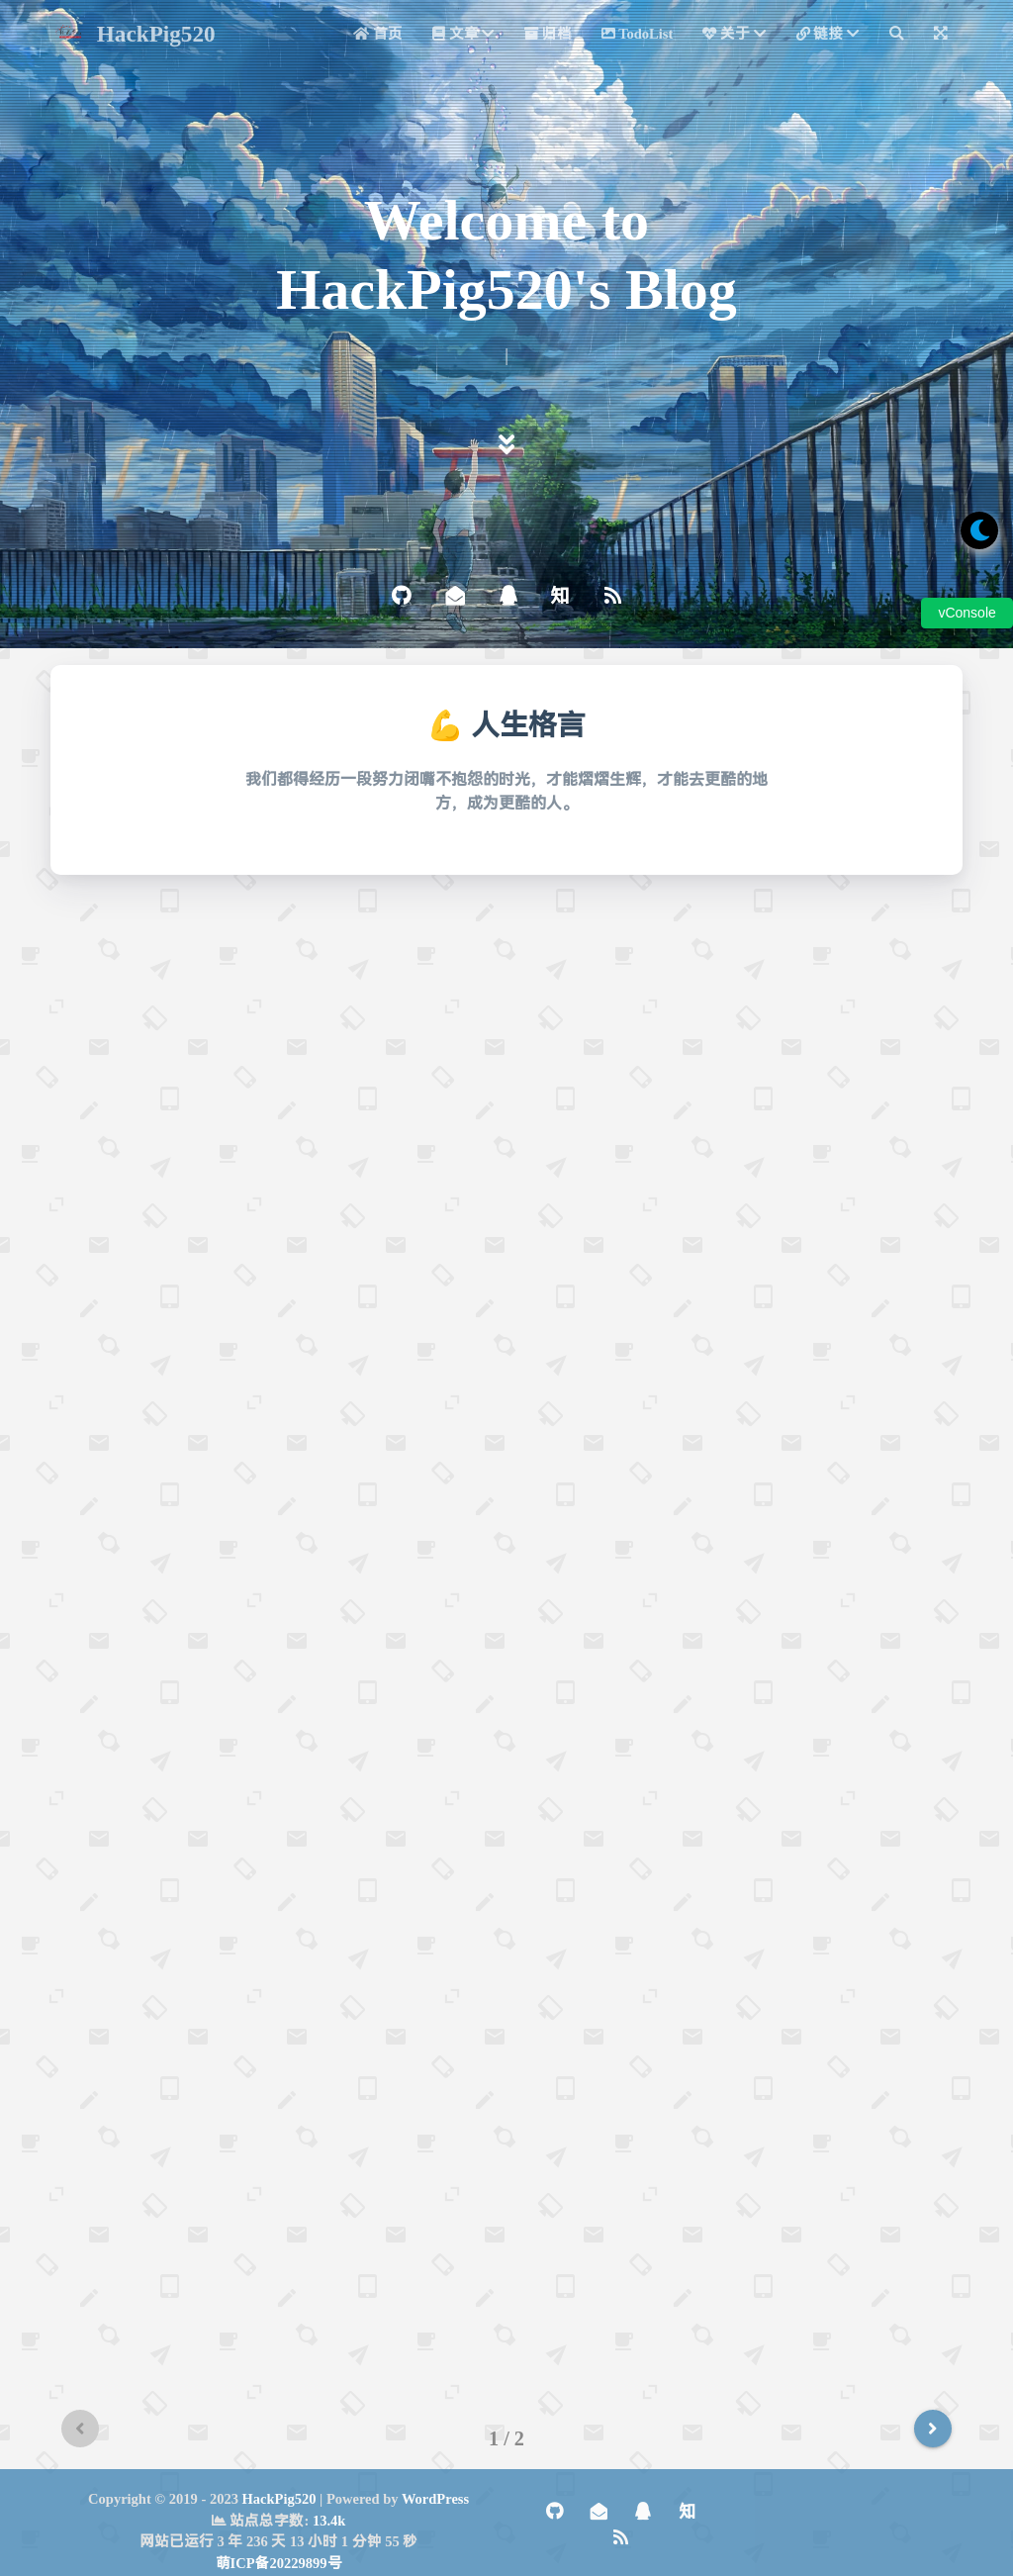 HackPig520
首页
文章
归档
TodoList
关于
链接
Welcome to
HackPig520's Blog
知
vConsole
💪 人生格言
我们都得经历一段努力闭嘴不抱怨的时光，才能熠熠生辉，才能去更酷的地
方，成为更酷的人。
1 / 2
Copyright © 2019 - 2023 HackPig520 | Powered by WordPress
站点总字数: 13.4k
网站已运行 3 年 236 天 13 小时 1 分钟 55 秒
萌ICP备20229899号
知